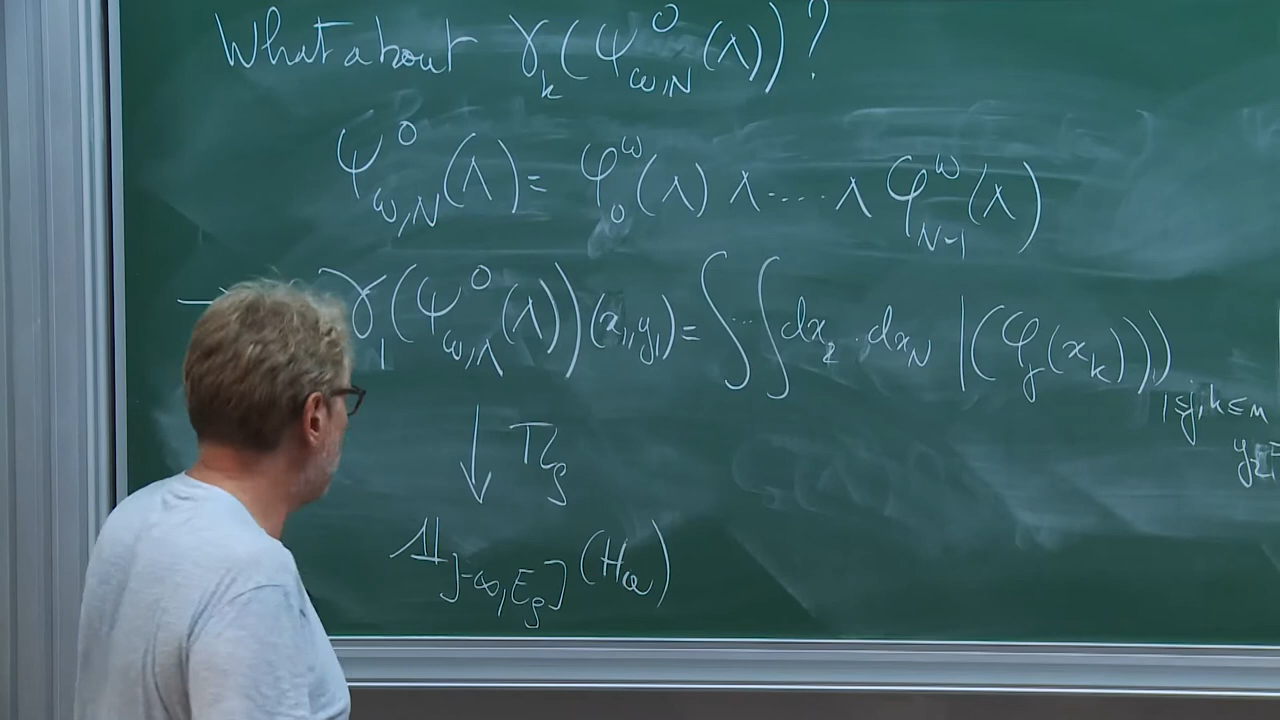 What about γ_k(Ψ^0_{ω,N}(Λ))?
Ψ^0_{ω,N}(Λ) = φ^ω_0(Λ) ∧ ···· ∧ φ^ω_{N-1}(Λ)
γ_1(Ψ^0_{ω,Λ}(Λ))(x_1,y_1) = ∫···∫ dx_2 · dx_N |(φ_j(x_k)))
1≤j,k≤n
↓ π_ρ
𝟙_{]-∞,E_ρ]}(H_ω)